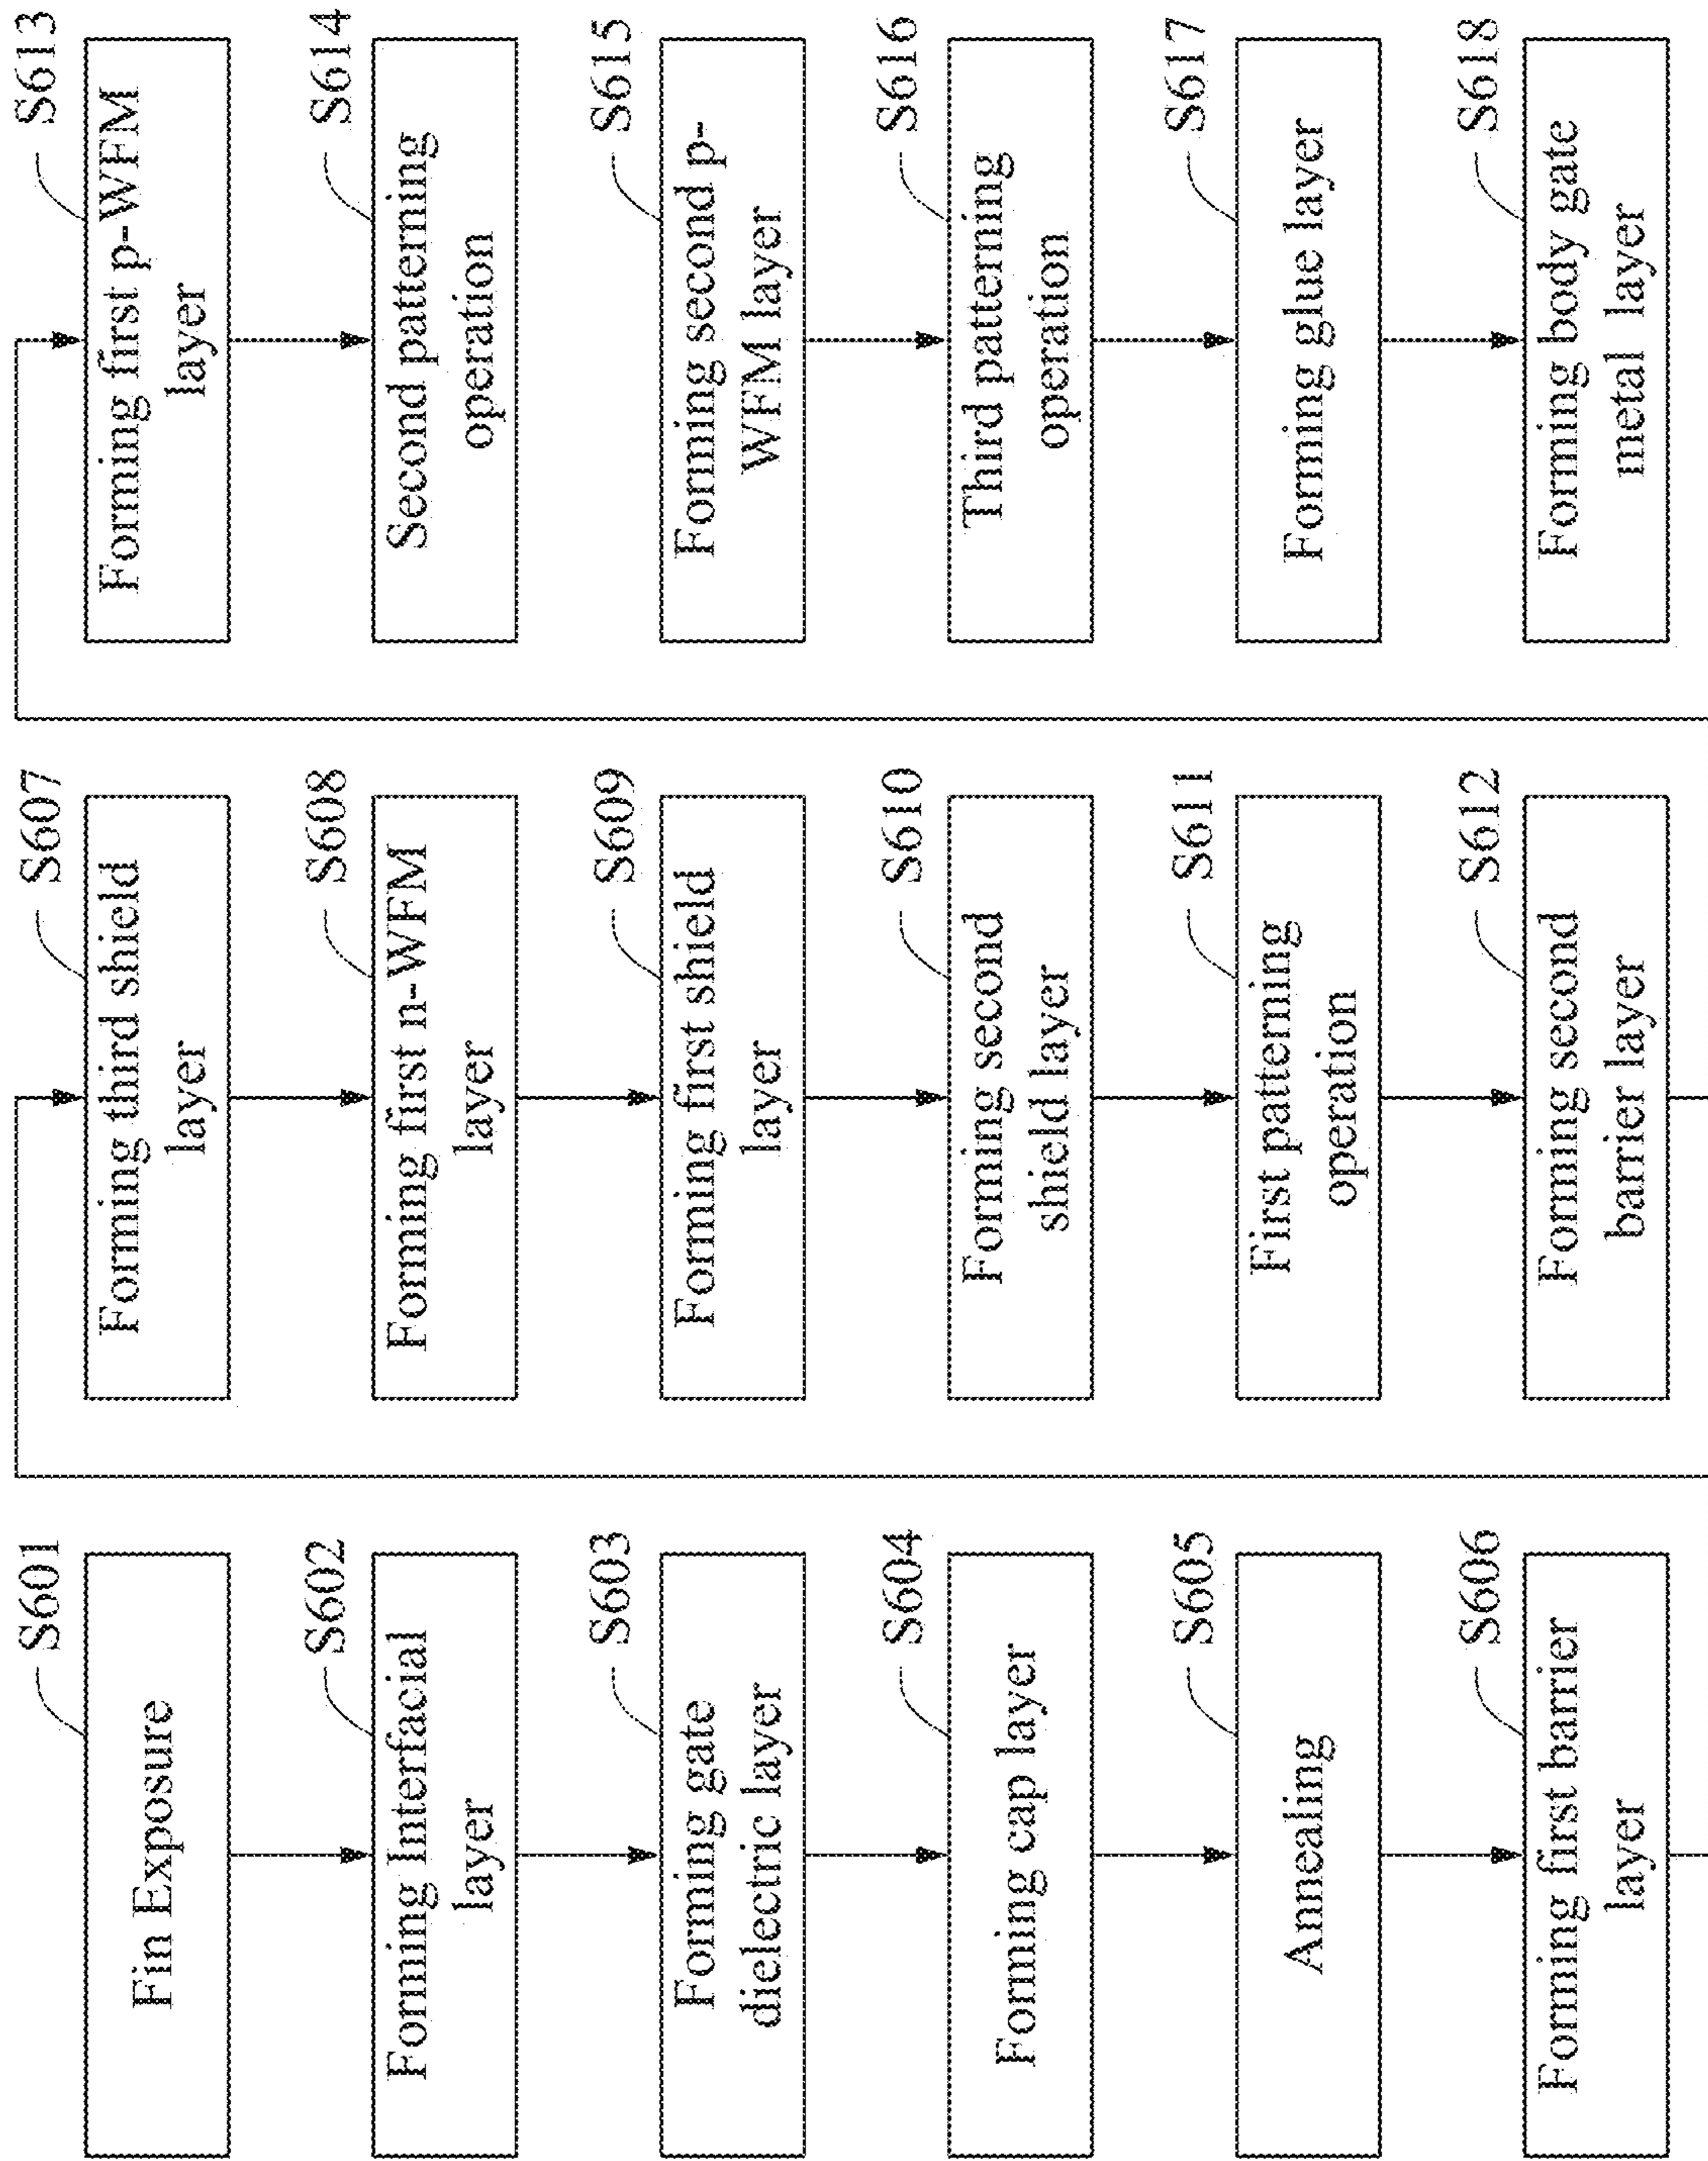 S601
Fin Exposure
S602
Forming Interfacial
layer
S603
Forming gate
dielectric layer
S604
Forming cap layer
S605
Annealing
S606
Forming first barrier
layer
S607
Forming third shield
layer
S608
Forming first n-WFM
layer
S609
Forming first shield
layer
S610
Forming second
shield layer
S611
First patterning
operation
S612
Forming second
barrier layer
S613
Forming first p-WFM
layer
S614
Second patterning
operation
S615
Forming second p-
WFM layer
S616
Third patterning
operation
S617
Forming glue layer
S618
Forming body gate
metal layer